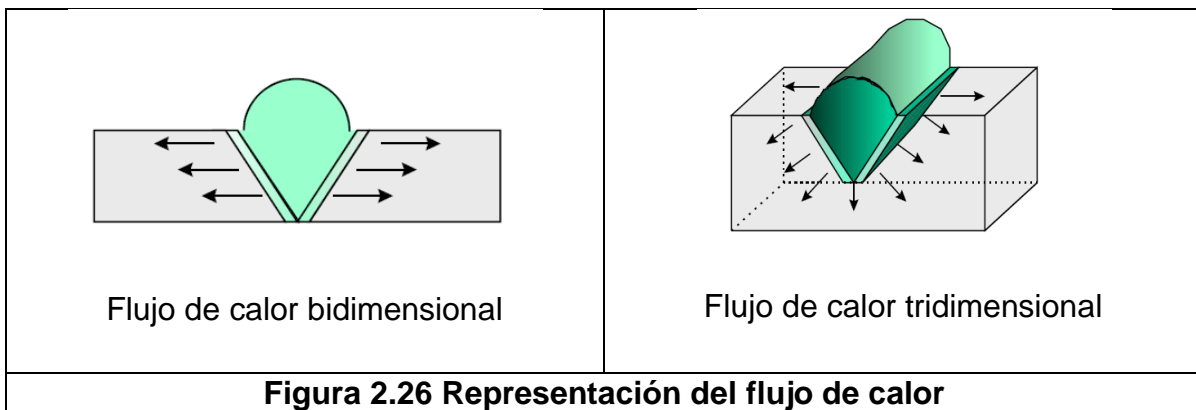 Flujo de calor bidimensional
Flujo de calor tridimensional
Figura 2.26 Representación del flujo de calor